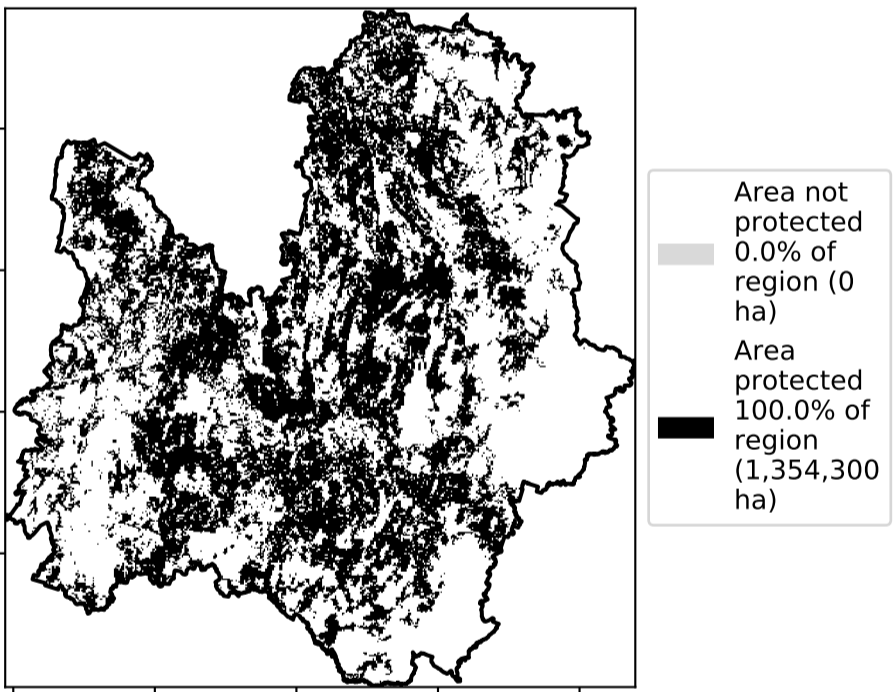 Area not
protected
0.0% of
region (0
ha)
Area
protected
100.0% of
region
(1,354,300
ha)